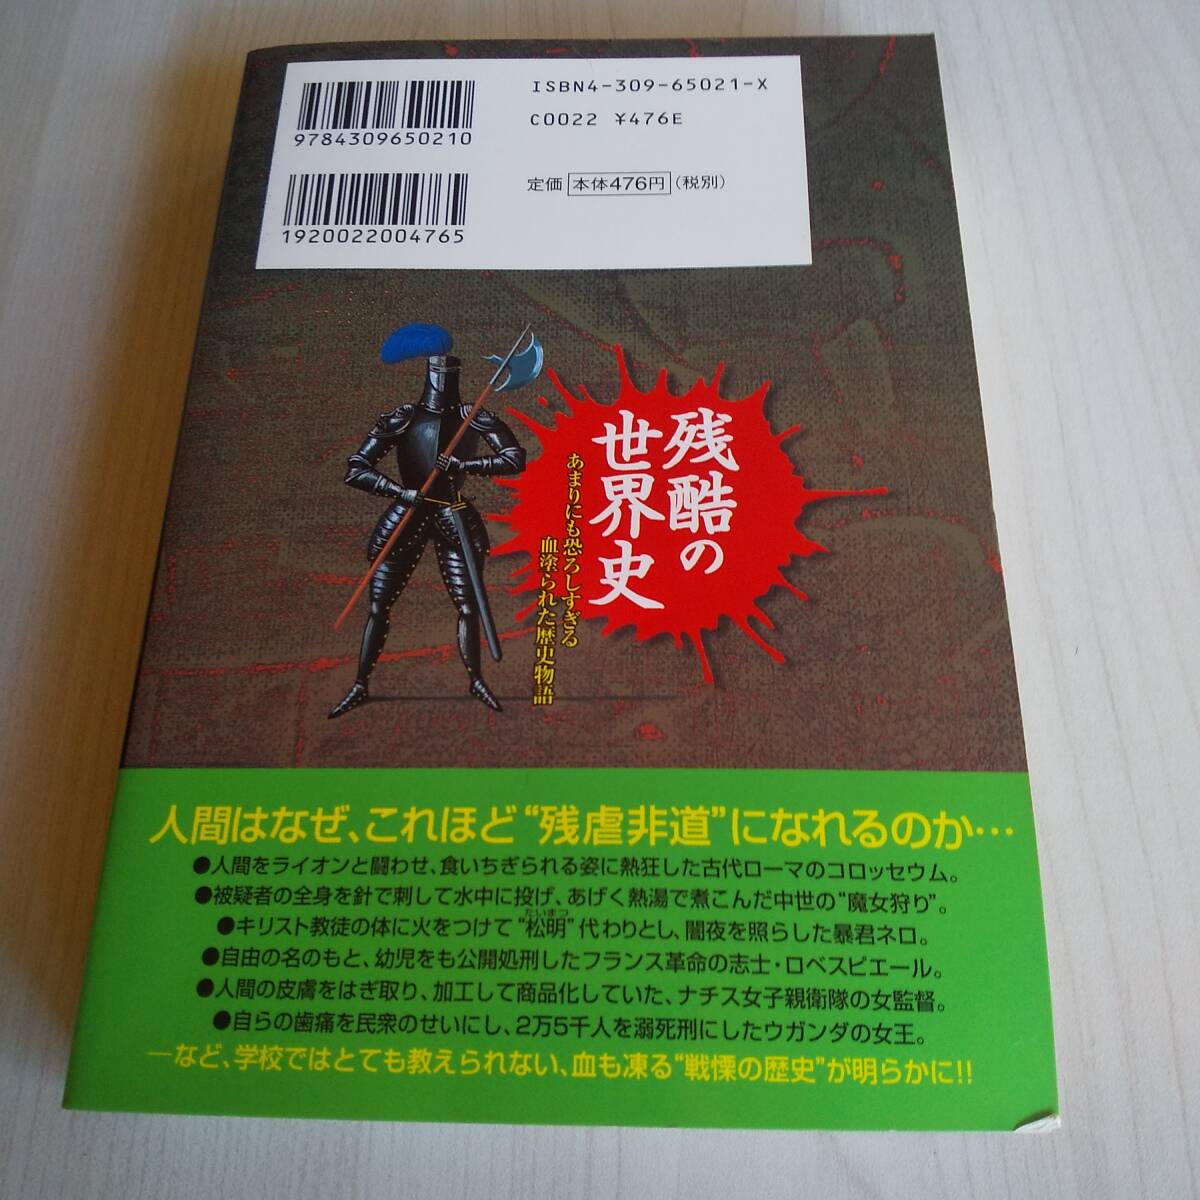 ISBN4-309-65021-X
C0022 ¥476E
9784309650210
定価 本体476円(税別)
1920022004765
残酷の
世界史
あまりにも恐ろしすぎる
血塗られた歴史物語
人間はなぜ、これほど“残虐非道”になれるのか…
●人間をライオンと闘わせ、食いちぎられる姿に熱狂した古代ローマのコロッセウム。
●被疑者の全身を針で刺して水中に投げ、あげく熱湯で煮こんだ中世の“魔女狩り”。
たいまつ
●キリスト教徒の体に火をつけて“松明”代わりとし、闇夜を照らした暴君ネロ。
●自由の名のもと、幼児をも公開処刑したフランス革命の志士・ロベスピエール。
●人間の皮膚をはぎ取り、加工して商品化していた、ナチス女子親衛隊の女監督。
●自らの歯痛を民衆のせいにし、2万5千人を溺死刑にしたウガンダの女王。
—など、学校ではとても教えられない、血も凍る“戦慄の歴史”が明らかに!!